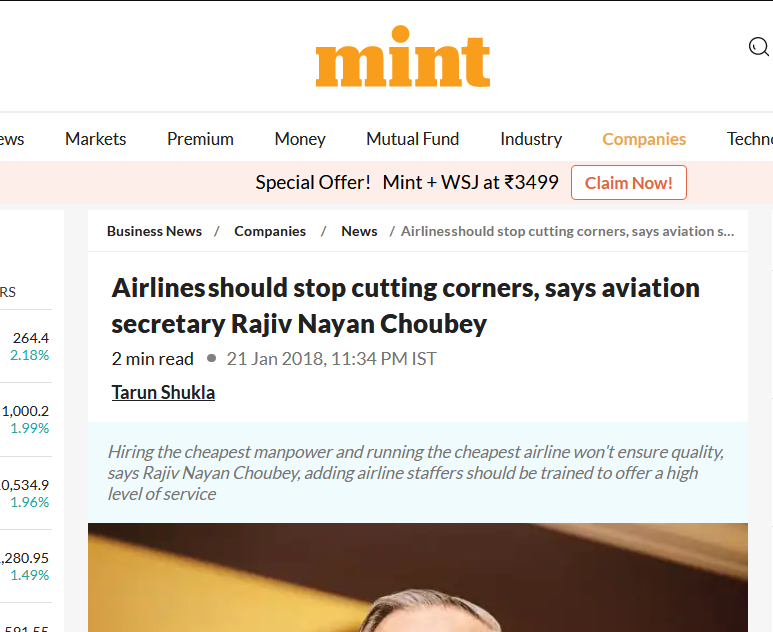 mint
ews Markets Premium Money Mutual Fund Industry Companies Techn
Special Offer! Mint + WSJ at ₹3499 Claim Now!
Business News / Companies / News / Airlinesshould stop cutting corners, says aviation s...
Airlines should stop cutting corners, says aviation
secretary Rajiv Nayan Choubey
2 min read ● 21 Jan 2018, 11:34 PM IST
Tarun Shukla
Hiring the cheapest manpower and running the cheapest airline won't ensure quality,
says Rajiv Nayan Choubey, adding airline staffers should be trained to offer a high
level of service
RS
264.4
2.18%
1,000.2
1.99%
0,534.9
1.96%
,280.95
1.49%